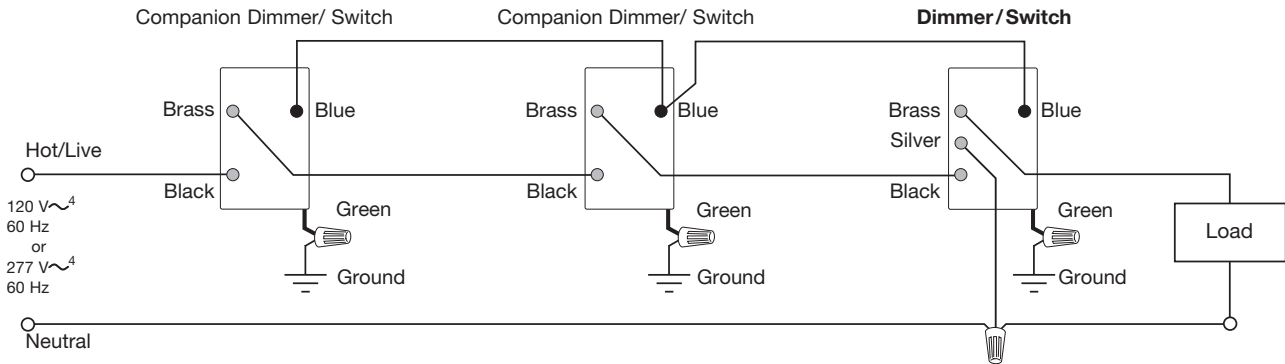 Companion Dimmer/ Switch
Companion Dimmer/ Switch
Dimmer/Switch
Brass
Blue
Brass
Blue
Brass
Blue
Silver
Hot/Live
Black
Black
Black
120 V~4
60 Hz
or
277 V~4
60 Hz
Green
Green
Green
Load
Ground
Ground
Ground
Neutral